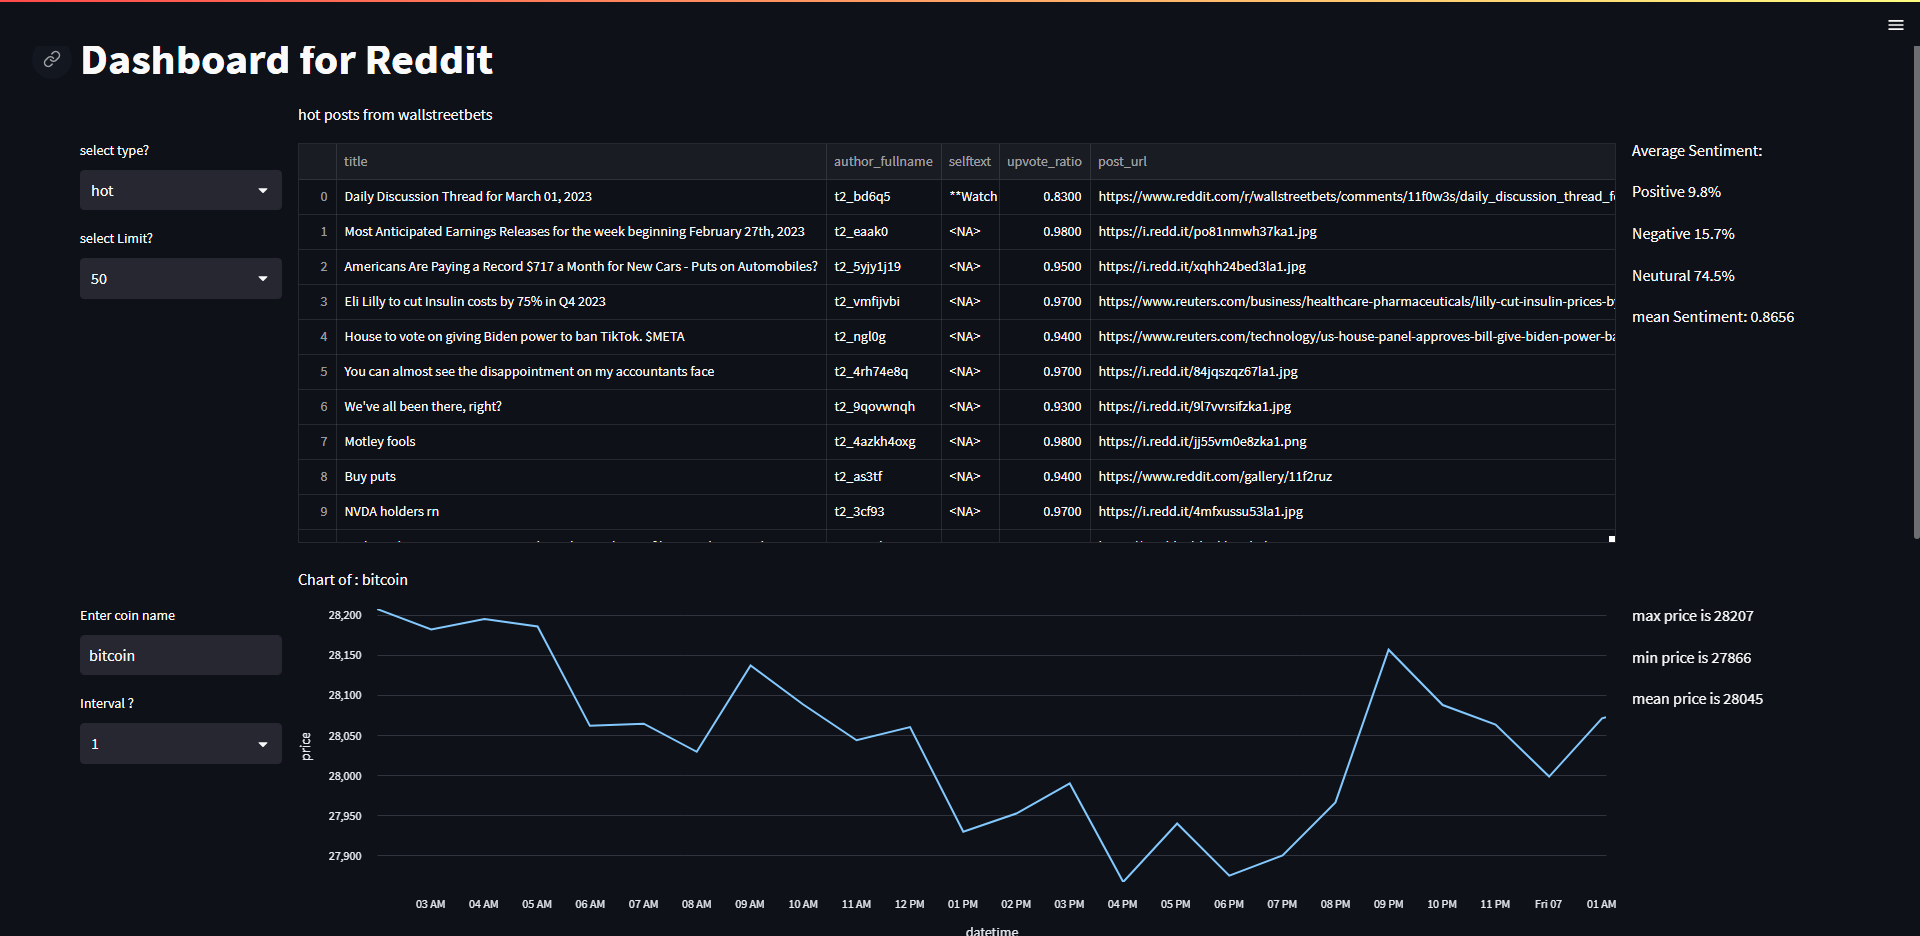 Dashboard for Reddit
hot posts from wallstreetbets
select type?
hot
select Limit?
50
title author_fullname selftext upvote_ratio post_url
0 Daily Discussion Thread for March 01, 2023 t2_bd6q5 **Watch 0.8300 https://www.reddit.com/r/wallstreetbets/comments/11f0w3s/daily_discussion_thread_f
1 Most Anticipated Earnings Releases for the week beginning February 27th, 2023 t2_eaak0 <NA> 0.9800 https://i.redd.it/po81nmwh37ka1.jpg
2 Americans Are Paying a Record $717 a Month for New Cars - Puts on Automobiles? t2_5yjy1j19 <NA> 0.9500 https://i.redd.it/xqhh24bed3la1.jpg
3 Eli Lilly to cut Insulin costs by 75% in Q4 2023 t2_vmfijvbi <NA> 0.9700 https://www.reuters.com/business/healthcare-pharmaceuticals/lilly-cut-insulin-prices-b
4 House to vote on giving Biden power to ban TikTok. $META t2_ngl0g <NA> 0.9400 https://www.reuters.com/technology/us-house-panel-approves-bill-give-biden-power-ba
5 You can almost see the disappointment on my accountants face t2_4rh74e8q <NA> 0.9700 https://i.redd.it/84jqszqz67la1.jpg
6 We've all been there, right? t2_9qovwnqh <NA> 0.9300 https://i.redd.it/9l7vvrsifzka1.jpg
7 Motley fools t2_4azkh4oxg <NA> 0.9800 https://i.redd.it/jj55vm0e8zka1.png
8 Buy puts t2_as3tf <NA> 0.9400 https://www.reddit.com/gallery/11f2ruz
9 NVDA holders rn t2_3cf93 <NA> 0.9700 https://i.redd.it/4mfxussu53la1.jpg
Average Sentiment:
Positive 9.8%
Negative 15.7%
Neutural 74.5%
mean Sentiment: 0.8656
Enter coin name
bitcoin
Interval ?
1
Chart of : bitcoin
28,200
28,150
28,100
28,050
28,000
27,950
27,900
price
03 AM 04 AM 05 AM 06 AM 07 AM 08 AM 09 AM 10 AM 11 AM 12 PM 01 PM 02 PM 03 PM 04 PM 05 PM 06 PM 07 PM 08 PM 09 PM 10 PM 11 PM Fri 07 01 AM
datetime
max price is 28207
min price is 27866
mean price is 28045